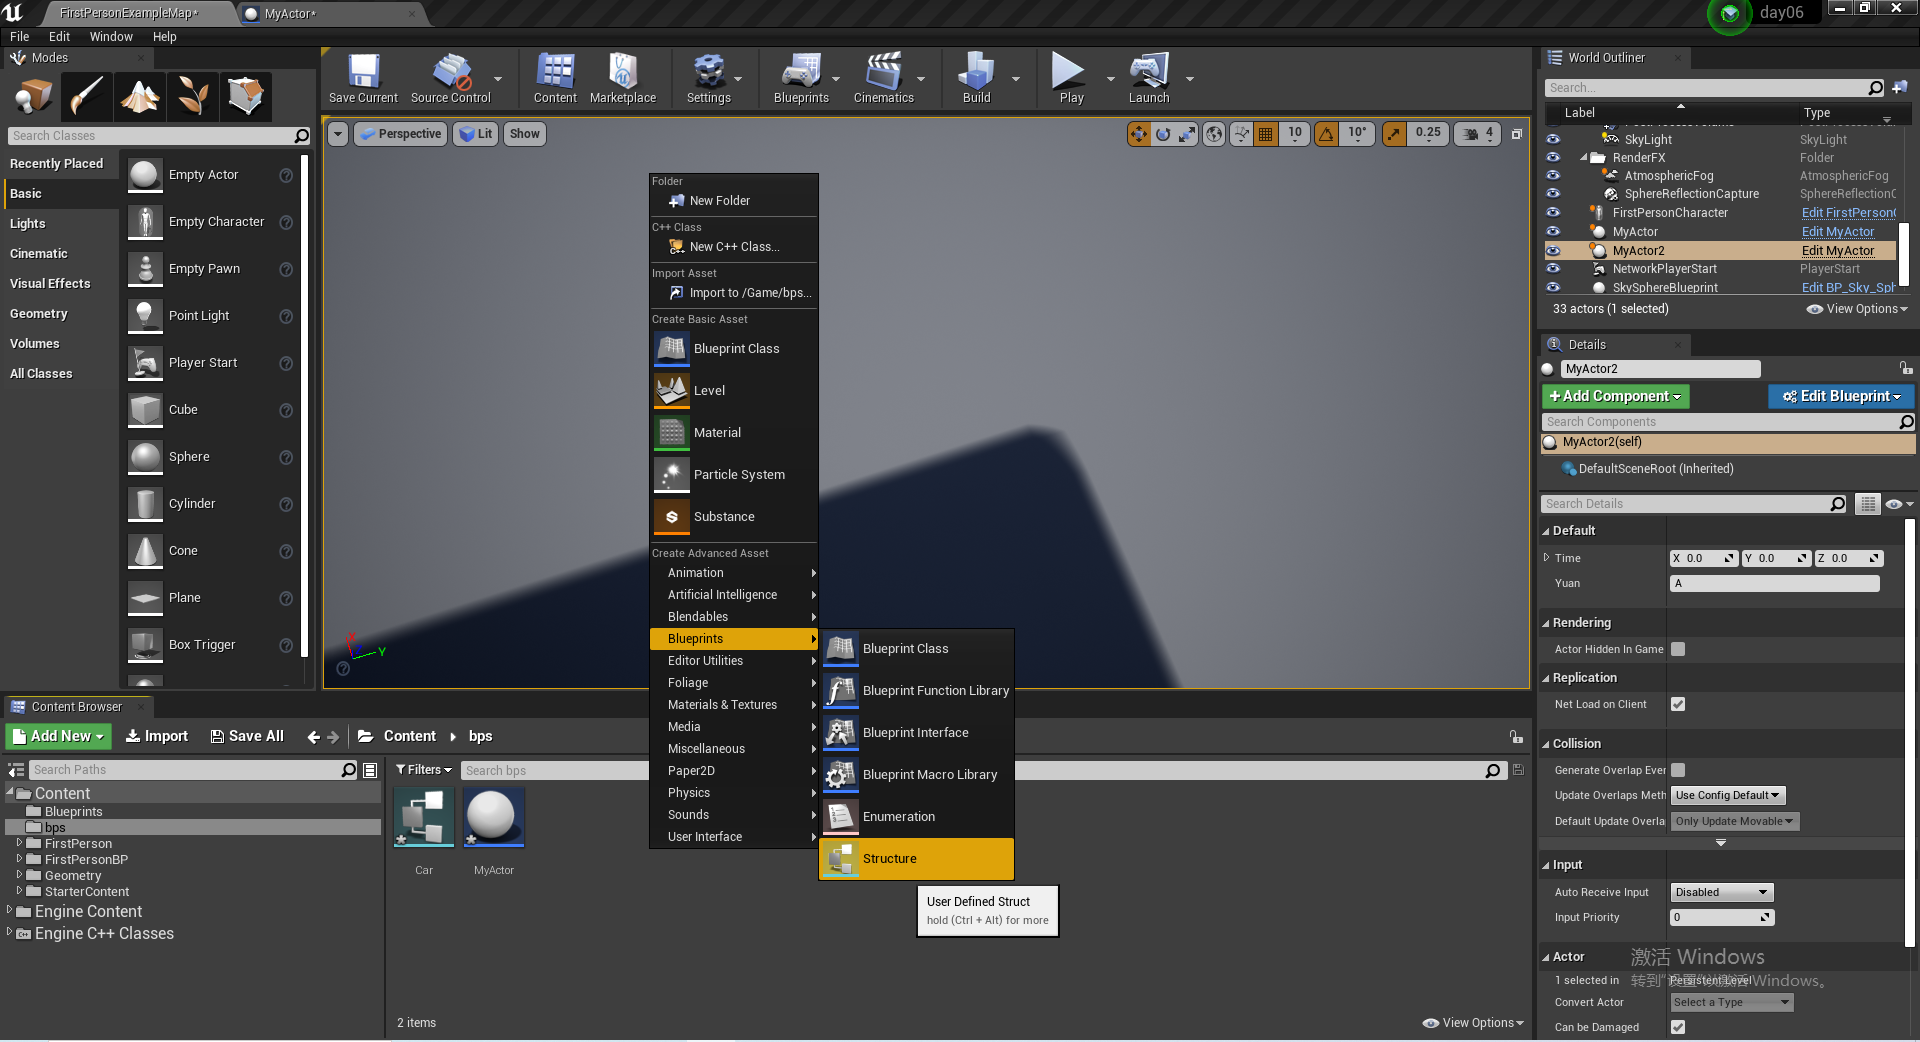 FirstPersonExampleMap*
MyActor*
day06
File Edit Window Help
Modes
Search Classes
Recently Placed
Basic
Lights
Cinematic
Visual Effects
Geometry
Volumes
All Classes
Empty Actor
Empty Character
Empty Pawn
Point Light
Player Start
Cube
Sphere
Cylinder
Cone
Plane
Box Trigger
Save Current
Source Control
Content
Marketplace
Settings
Blueprints
Cinematics
Build
Play
Launch
Perspective
Lit
Show
10
10°
0.25
4
X
Y
Folder
New Folder
C++ Class
New C++ Class...
Import Asset
Import to /Game/bps...
Create Basic Asset
Blueprint Class
Level
Material
Particle System
Substance
Create Advanced Asset
Animation
Artificial Intelligence
Blendables
Blueprints
Editor Utilities
Foliage
Materials & Textures
Media
Miscellaneous
Paper2D
Physics
Sounds
User Interface
Blueprint Class
Blueprint Function Library
Blueprint Interface
Blueprint Macro Library
Enumeration
Structure
User Defined Struct
hold (Ctrl + Alt) for more
Content Browser
Add New
Import
Save All
Content
bps
Search Paths
Filters
Search bps
Content
Blueprints
bps
FirstPerson
FirstPersonBP
Geometry
StarterContent
Engine Content
Engine C++ Classes
Car
MyActor
2 items
View Options
World Outliner
Search...
Label Type
SkyLight SkyLight
RenderFX Folder
AtmosphericFog AtmosphericFog
SphereReflectionCapture SphereReflectionC
FirstPersonCharacter Edit FirstPersonC
MyActor Edit MyActor
MyActor2 Edit MyActor
NetworkPlayerStart PlayerStart
SkySphereBlueprint Edit BP_Sky_Sph
33 actors (1 selected)
View Options
Details
MyActor2
+Add Component
Edit Blueprint
Search Components
MyActor2(self)
DefaultSceneRoot (Inherited)
Search Details
Default
Time X 0.0 Y 0.0 Z 0.0
Yuan A
Rendering
Actor Hidden In Game
Replication
Net Load on Client
Collision
Generate Overlap Ever
Update Overlaps Meth Use Config Default
Default Update Overla Only Update Movable
Input
Auto Receive Input Disabled
Input Priority 0
Actor
1 selected in Persistent Level
Convert Actor Select a Type
Can be Damaged
激活 Windows
转到"设置"以激活 Windows。